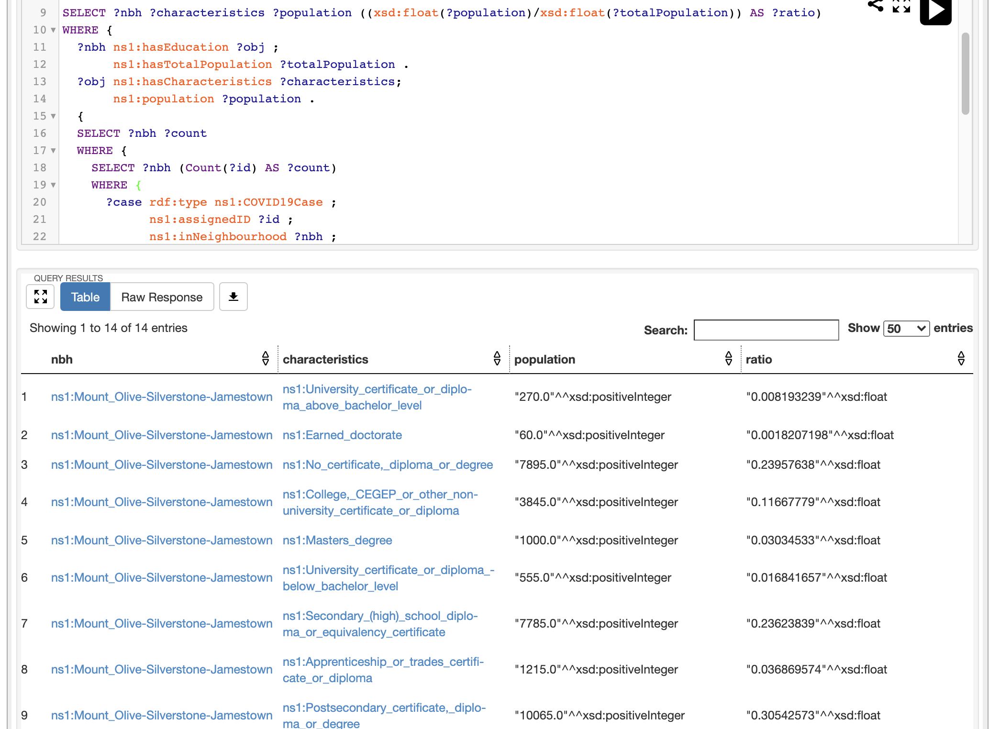 9 SELECT ?nbh ?characteristics ?population ((xsd:float(?population)/xsd:float(?totalPopulation)) AS ?ratio)
10 WHERE {
11 ?nbh ns1:hasEducation ?obj ;
12 ns1:hasTotalPopulation ?totalPopulation .
13 ?obj ns1:hasCharacteristics ?characteristics;
14 ns1:population ?population .
15 {
16 SELECT ?nbh ?count
17 WHERE {
18 SELECT ?nbh (Count(?id) AS ?count)
19 WHERE {
20 ?case rdf:type ns1:COVID19Case ;
21 ns1:assignedID ?id ;
22 ns1:inNeighbourhood ?nbh ;
QUERY RESULTS
Table Raw Response
Showing 1 to 14 of 14 entries Search: Show 50 entries
nbh characteristics population ratio
1 ns1:Mount_Olive-Silverstone-Jamestown ns1:University_certificate_or_diplo- "270.0"^^xsd:positiveInteger "0.008193239"^^xsd:float
ma_above_bachelor_level
2 ns1:Mount_Olive-Silverstone-Jamestown ns1:Earned_doctorate "60.0"^^xsd:positiveInteger "0.0018207198"^^xsd:float
3 ns1:Mount_Olive-Silverstone-Jamestown ns1:No_certificate,_diploma_or_degree "7895.0"^^xsd:positiveInteger "0.23957638"^^xsd:float
4 ns1:Mount_Olive-Silverstone-Jamestown ns1:College,_CEGEP_or_other_non- "3845.0"^^xsd:positiveInteger "0.11667779"^^xsd:float
university_certificate_or_diploma
5 ns1:Mount_Olive-Silverstone-Jamestown ns1:Masters_degree "1000.0"^^xsd:positiveInteger "0.03034533"^^xsd:float
6 ns1:Mount_Olive-Silverstone-Jamestown ns1:University_certificate_or_diploma_- "555.0"^^xsd:positiveInteger "0.016841657"^^xsd:float
below_bachelor_level
7 ns1:Mount_Olive-Silverstone-Jamestown ns1:Secondary_(high)_school_diplo- "7785.0"^^xsd:positiveInteger "0.23623839"^^xsd:float
ma_or_equivalency_certificate
8 ns1:Mount_Olive-Silverstone-Jamestown ns1:Apprenticeship_or_trades_certifi- "1215.0"^^xsd:positiveInteger "0.036869574"^^xsd:float
cate_or_diploma
9 ns1:Mount_Olive-Silverstone-Jamestown ns1:Postsecondary_certificate,_diplo- "10065.0"^^xsd:positiveInteger "0.30542573"^^xsd:float
ma_or_degree